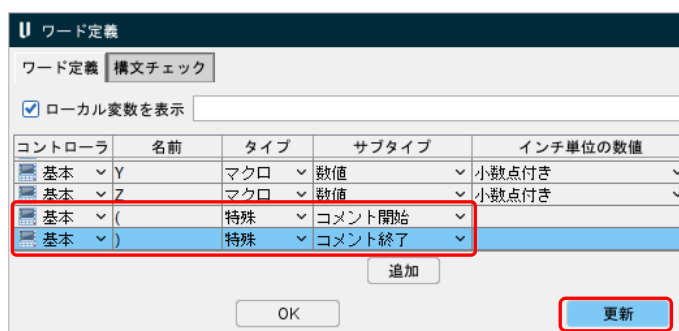 ワード定義
ワード定義 構文チェック
ローカル変数を表示
コントローラ 名前 タイプ サブタイプ インチ単位の数値
基本 Y マクロ 数値 小数点付き
基本 Z マクロ 数値 小数点付き
基本 ( 特殊 コメント開始
基本 ) 特殊 コメント終了
追加
OK 更新